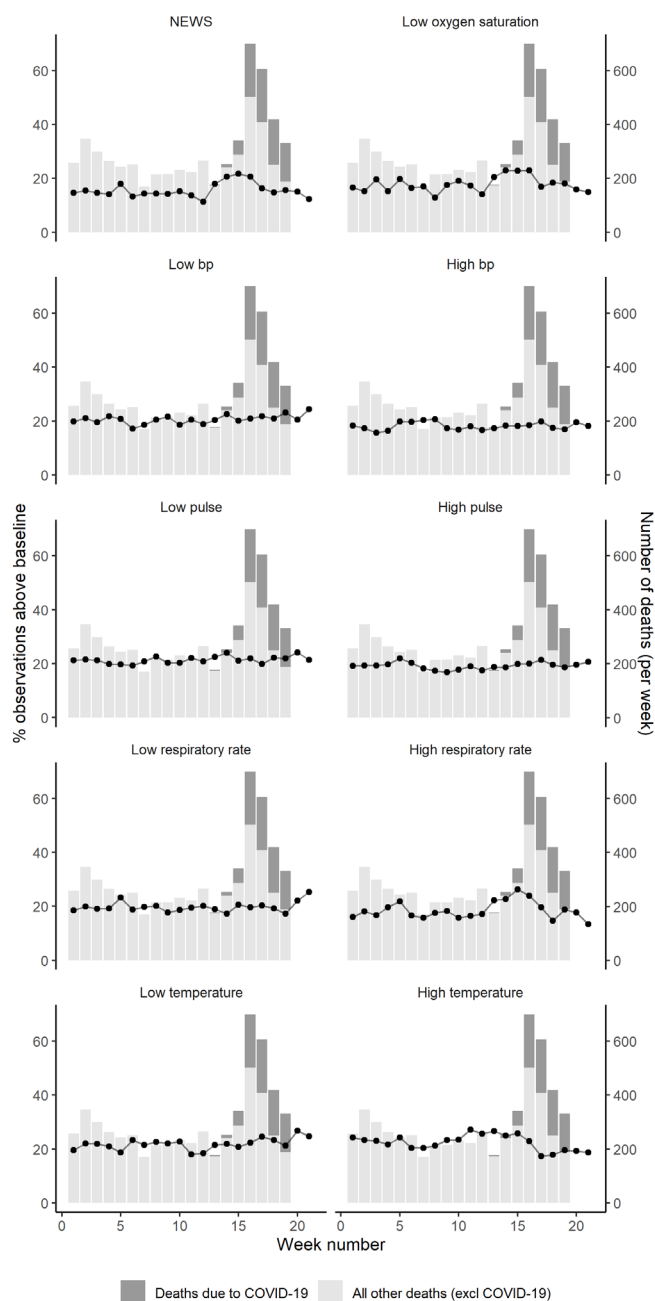 NEWS Low oxygen saturation
60 600
40 400
20 200
0 0
Low bp High bp
60 600
40 400
20 200
0 0
Low pulse High pulse
60 600
40 400
20 200
0 0
Low respiratory rate High respiratory rate
60 600
40 400
20 200
0 0
Low temperature High temperature
60 600
40 400
20 200
0 0
0 5 10 15 20 0 5 10 15 20
% observations above baseline
Number of deaths (per week)
Week number
Deaths due to COVID-19 All other deaths (excl COVID-19)